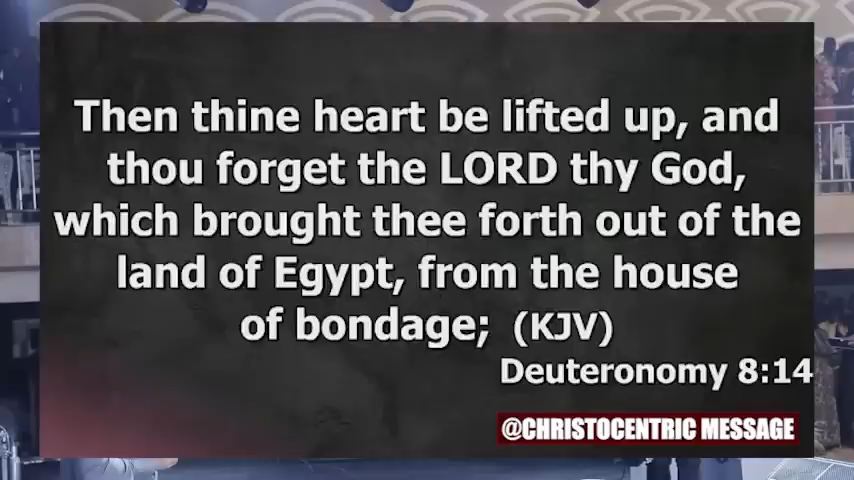 Then thine heart be lifted up, and
thou forget the LORD thy God,
which brought thee forth out of the
land of Egypt, from the house
of bondage; (KJV)
Deuteronomy 8:14
@CHRISTOCENTRIC MESSAGE